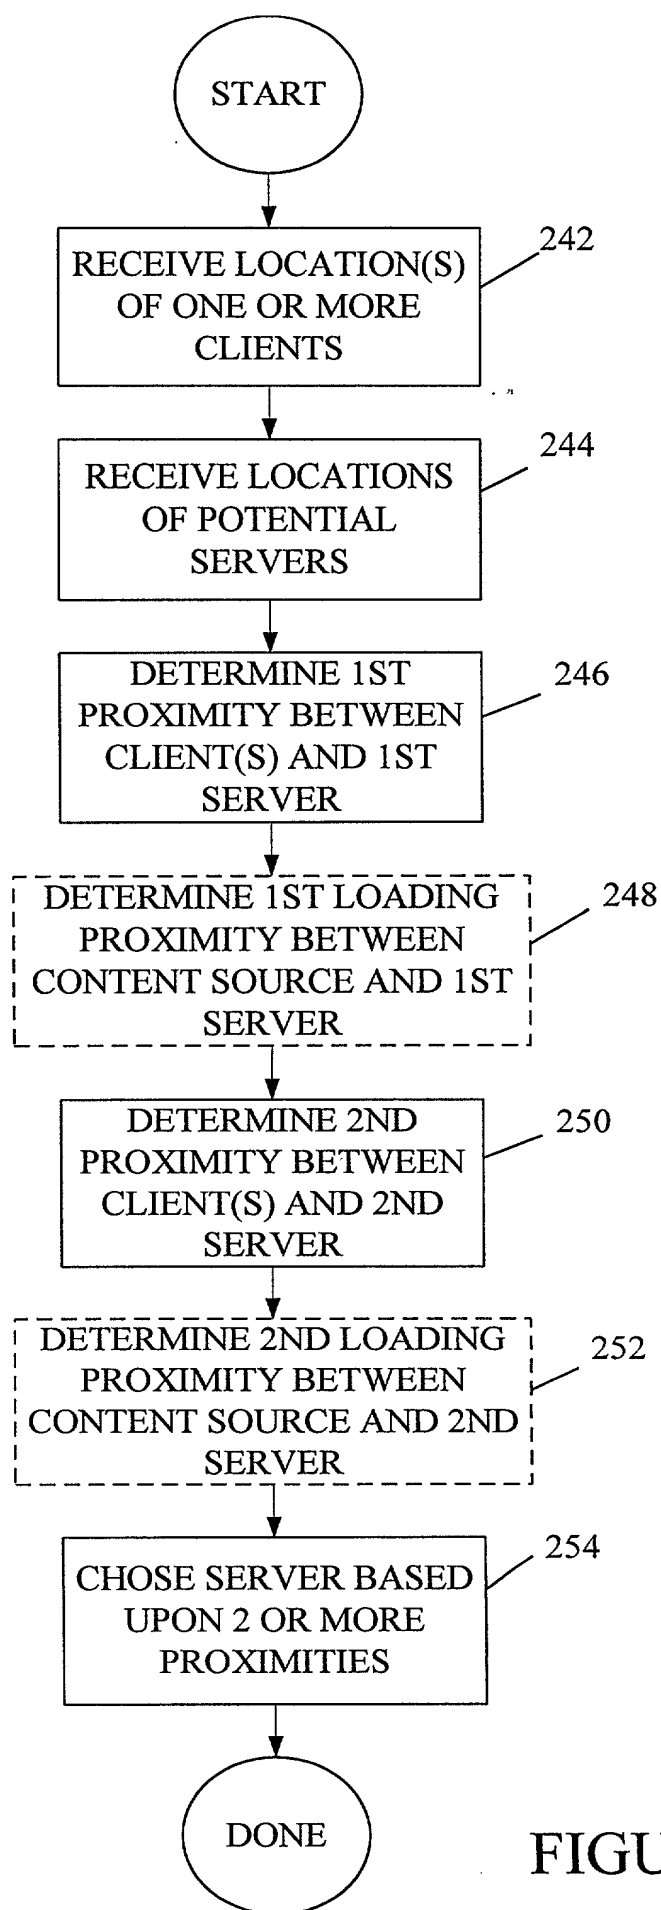 START
RECEIVE LOCATION(S)
OF ONE OR MORE
CLIENTS
242
RECEIVE LOCATIONS
OF POTENTIAL
SERVERS
244
DETERMINE 1ST
PROXIMITY BETWEEN
CLIENT(S) AND 1ST
SERVER
246
DETERMINE 1ST LOADING
PROXIMITY BETWEEN
CONTENT SOURCE AND 1ST
SERVER
248
DETERMINE 2ND
PROXIMITY BETWEEN
CLIENT(S) AND 2ND
SERVER
250
DETERMINE 2ND LOADING
PROXIMITY BETWEEN
CONTENT SOURCE AND 2ND
SERVER
252
CHOSE SERVER BASED
UPON 2 OR MORE
PROXIMITIES
254
DONE
FIGU